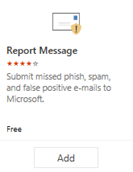 Report Message
Submit missed phish, spam,
and false positive e-mails to
Microsoft.
Free
Add